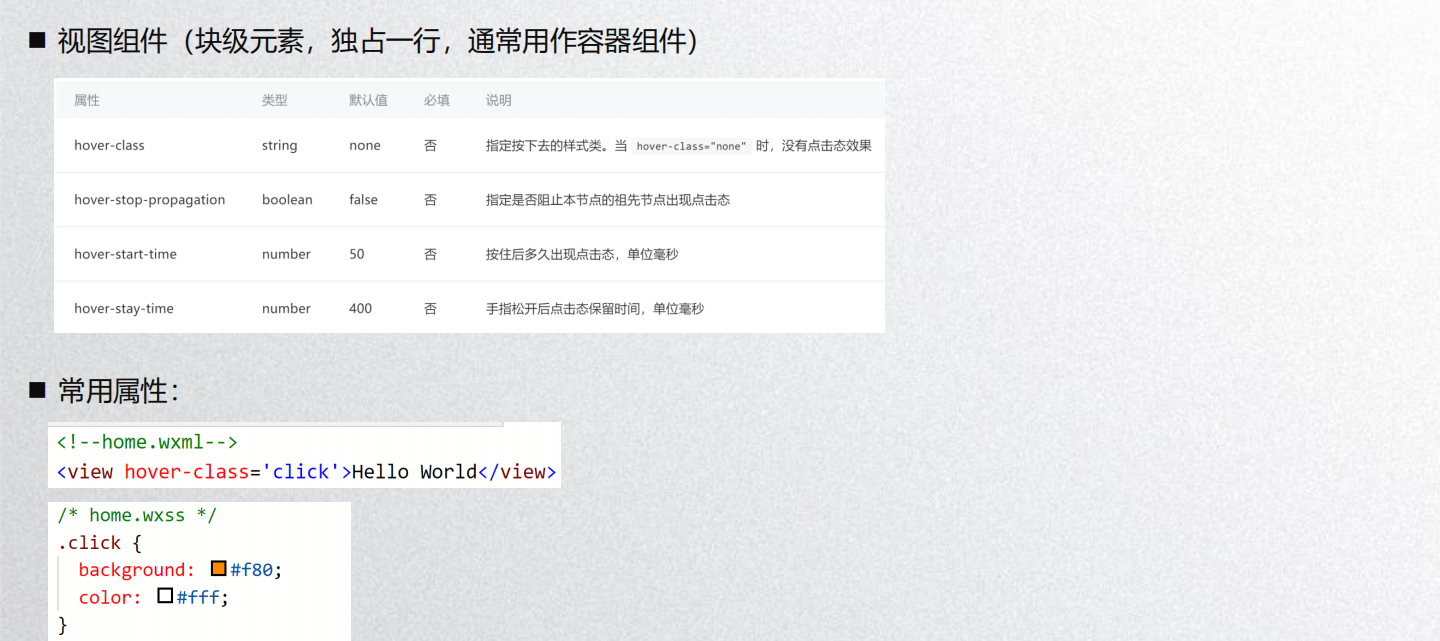 ■ 视图组件（块级元素，独占一行，通常用作容器组件）
属性 类型 默认值 必填 说明
hover-class string none 否 指定按下去的样式类。当 hover-class="none" 时，没有点击态效果
hover-stop-propagation boolean false 否 指定是否阻止本节点的祖先节点出现点击态
hover-start-time number 50 否 按住后多久出现点击态，单位毫秒
hover-stay-time number 400 否 手指松开后点击态保留时间，单位毫秒
■ 常用属性：
<!--home.wxml-->
<view hover-class='click'>Hello World</view>
/* home.wxss */
.click {
background: #f80;
color: #fff;
}